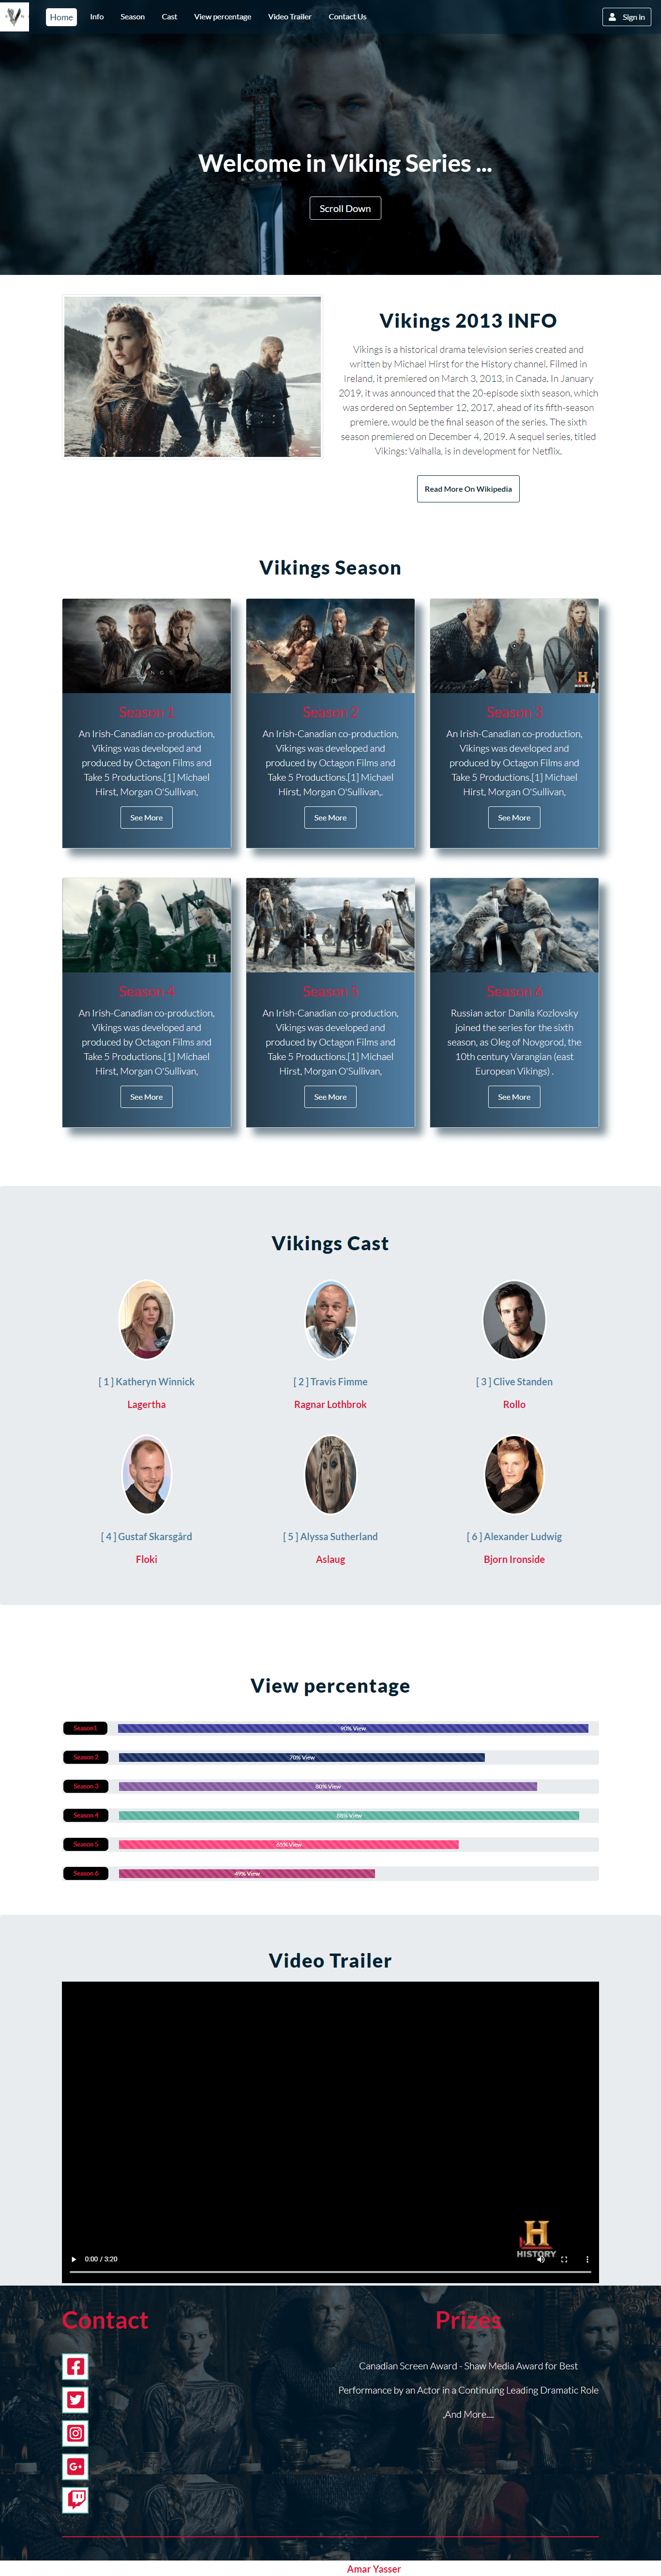 Home Info Season Cast View percentage Video Trailer Contact Us Sign in
Welcome in Viking Series ...
Scroll Down
Vikings 2013 INFO
Vikings is a historical drama television series created and
written by Michael Hirst for the History channel. Filmed in
Ireland, it premiered on March 3, 2013, in Canada. In January
2019, it was announced that the 20-episode sixth season, which
was ordered on September 12, 2017, ahead of its fifth-season
premiere, would be the final season of the series. The sixth
season premiered on December 4, 2019. A sequel series, titled
Vikings: Valhalla, is in development for Netflix.
Read More On Wikipedia
Vikings Season
Season 1
An Irish-Canadian co-production,
Vikings was developed and
produced by Octagon Films and
Take 5 Productions.[1] Michael
Hirst, Morgan O'Sullivan,
See More
Season 2
An Irish-Canadian co-production,
Vikings was developed and
produced by Octagon Films and
Take 5 Productions.[1] Michael
Hirst, Morgan O'Sullivan,.
See More
Season 3
H
HISTORY
An Irish-Canadian co-production,
Vikings was developed and
produced by Octagon Films and
Take 5 Productions.[1] Michael
Hirst, Morgan O'Sullivan,
See More
Season 4
An Irish-Canadian co-production,
Vikings was developed and
produced by Octagon Films and
Take 5 Productions.[1] Michael
Hirst, Morgan O'Sullivan,
See More
Season 5
An Irish-Canadian co-production,
Vikings was developed and
produced by Octagon Films and
Take 5 Productions.[1] Michael
Hirst, Morgan O'Sullivan,
See More
Season 6
Russian actor Danila Kozlovsky
joined the series for the sixth
season, as Oleg of Novgorod, the
10th century Varangian (east
European Vikings) .
See More
Vikings Cast
[ 1 ] Katheryn Winnick
Lagertha
[ 2 ] Travis Fimme
Ragnar Lothbrok
[ 3 ] Clive Standen
Rollo
[ 4 ] Gustaf Skarsgård
Floki
[ 5 ] Alyssa Sutherland
Aslaug
[ 6 ] Alexander Ludwig
Bjorn Ironside
View percentage
Season1 90% View
Season 2 70% View
Season 3 80% View
Season 4 88% View
Season 5 65% View
Season 6 49% View
Video Trailer
H
HISTORY
0:00 / 3:20
Contact
Prizes
Canadian Screen Award - Shaw Media Award for Best
Performance by an Actor in a Continuing Leading Dramatic Role
,And More....
Amar Yasser